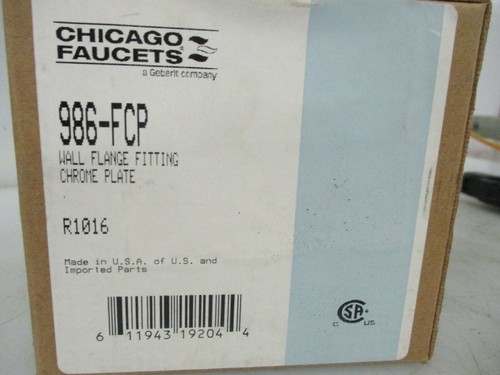 CHICAGO
FAUCETS®
a Geberit company
986-FCP
WALL FLANGE FITTING
CHROME PLATE
R1016
Made in U.S.A. of U.S. and
Imported Parts
6 11943 19204 4
CSA
C US